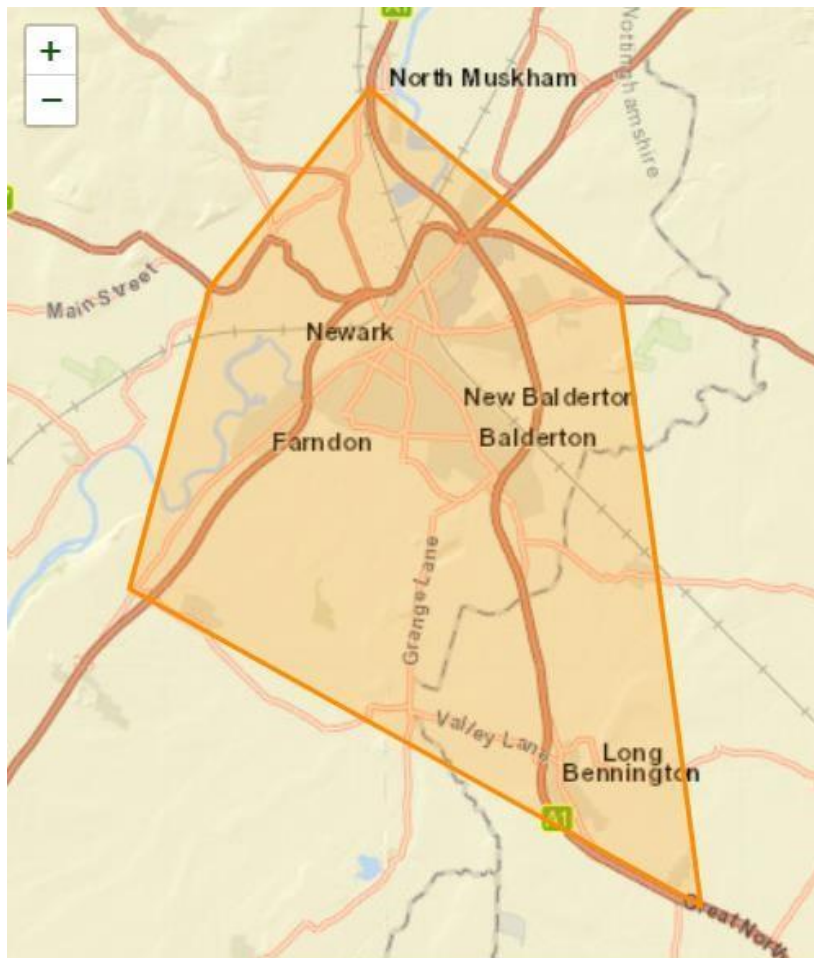 A1
+
−
North Muskham
Nottinghamshire
Main Street
Newark
New Balderton
Farndon
Balderton
Grange Lane
Valley Lane
Long
Bennington
A1
Great North